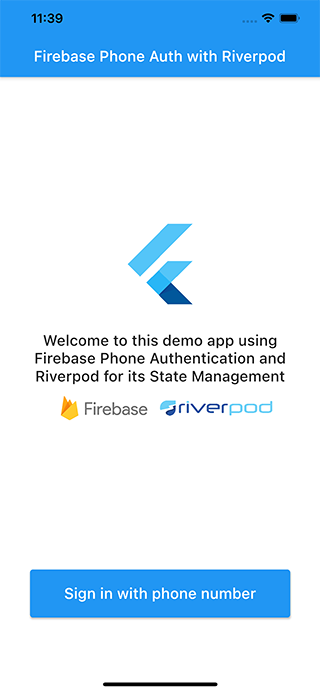 11:39
Firebase Phone Auth with Riverpod
Welcome to this demo app using
Firebase Phone Authentication and
Riverpod for its State Management
Firebase riverpod
Sign in with phone number